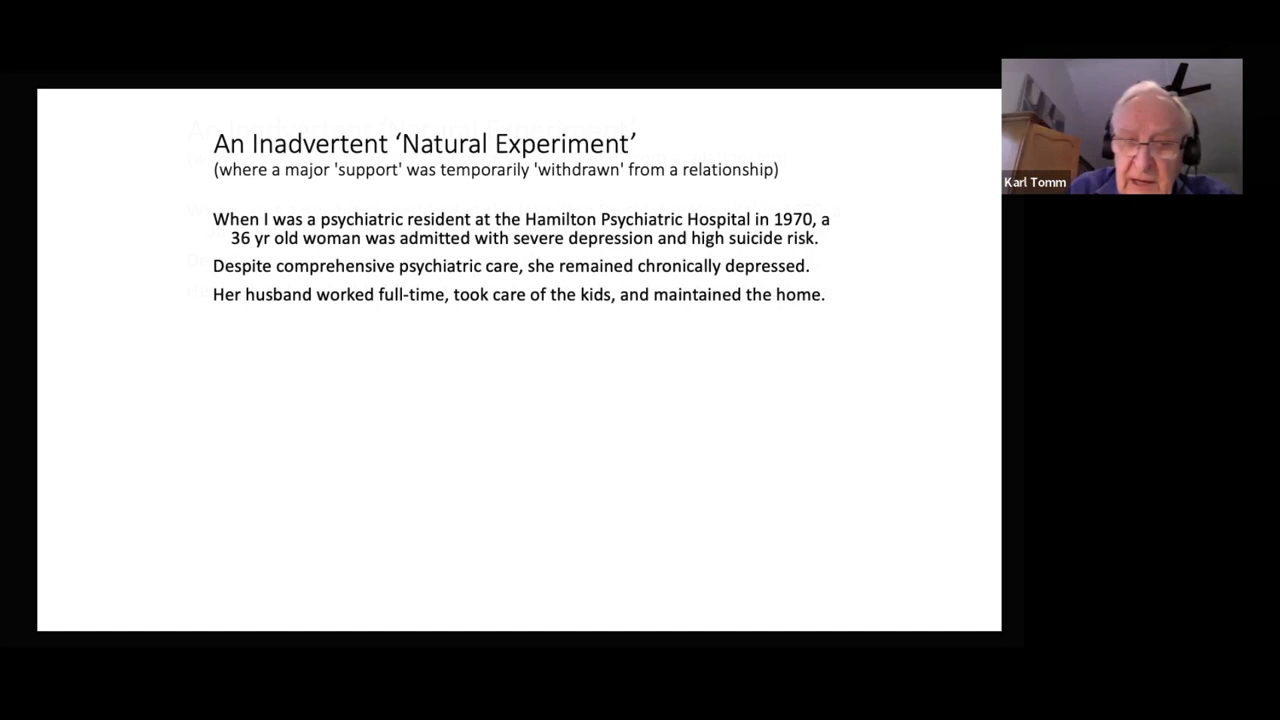 An Inadvertent ‘Natural Experiment’
(where a major 'support' was temporarily 'withdrawn' from a relationship)
When I was a psychiatric resident at the Hamilton Psychiatric Hospital in 1970, a
36 yr old woman was admitted with severe depression and high suicide risk.
Despite comprehensive psychiatric care, she remained chronically depressed.
Her husband worked full-time, took care of the kids, and maintained the home.
Karl Tomm